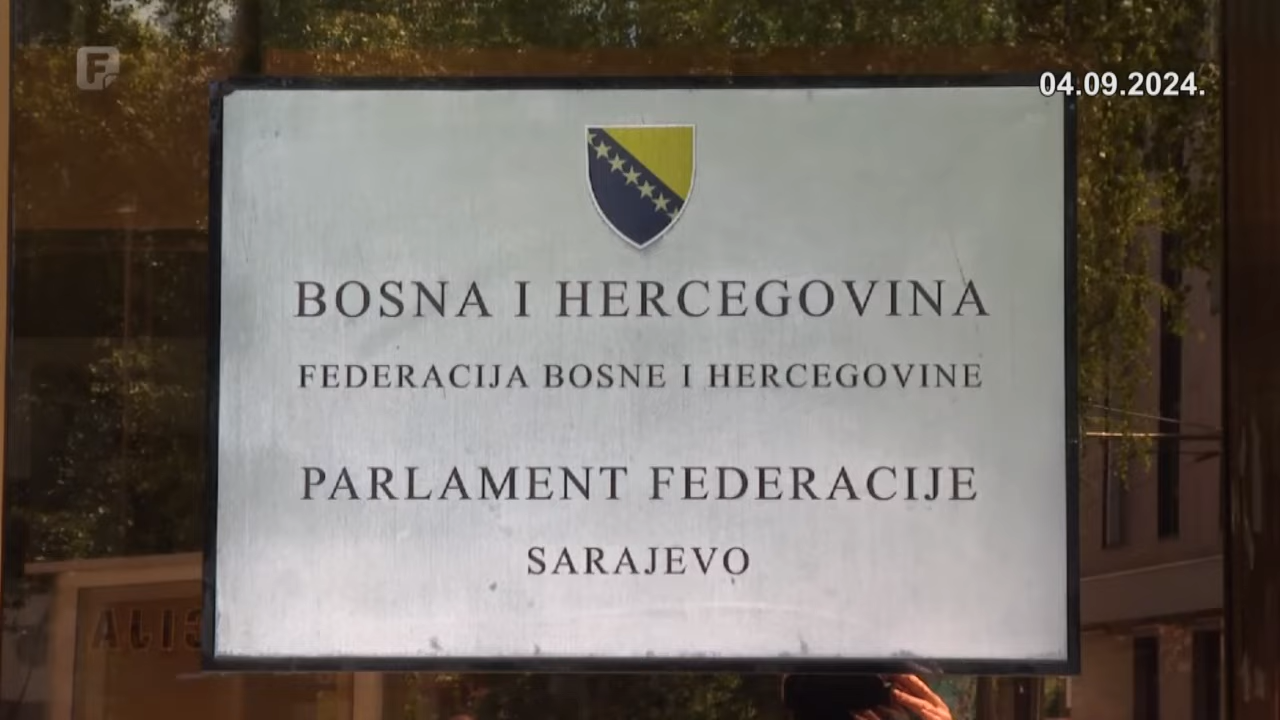 F
04.09.2024.
BOSNA I HERCEGOVINA
FEDERACIJA BOSNE I HERCEGOVINE
PARLAMENT FEDERACIJE
SARAJEVO